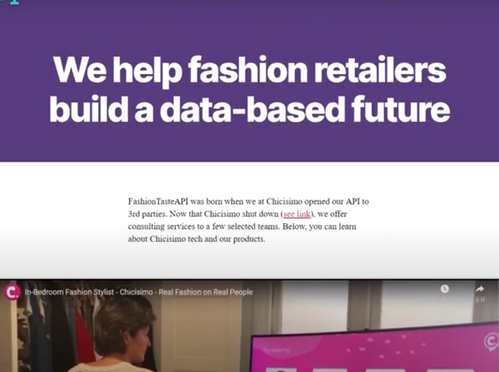 We help fashion retailers
build a data-based future
FashionTasteAPI was born when we at Chicisimo opened our API to
3rd parties. Now that Chicisimo shut down (see link), we offer
consulting services to a few selected teams. Below, you can learn
about Chicisimo tech and our products.
In-Bedroom Fashion Stylist - Chicisimo - Real Fashion on Real People